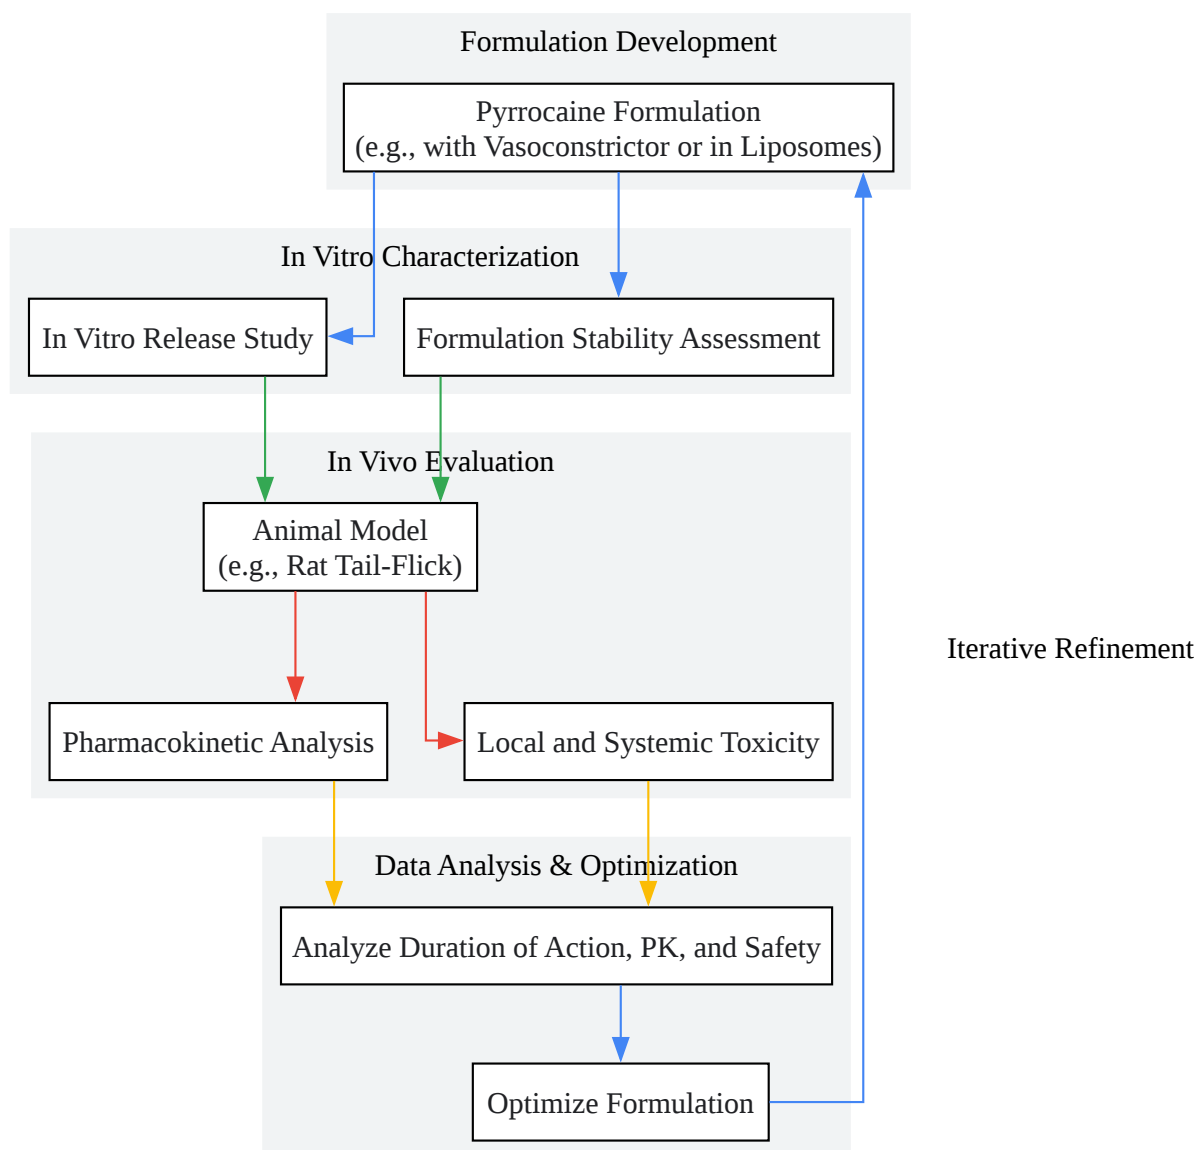 Formulation Development
Pyrrocaine Formulation
(e.g., with Vasoconstrictor or in Liposomes)
In Vitro Characterization
In Vitro Release Study
Formulation Stability Assessment
In Vivo Evaluation
Animal Model
(e.g., Rat Tail-Flick)
Iterative Refinement
Pharmacokinetic Analysis
Local and Systemic Toxicity
Data Analysis & Optimization
Analyze Duration of Action, PK, and Safety
Optimize Formulation